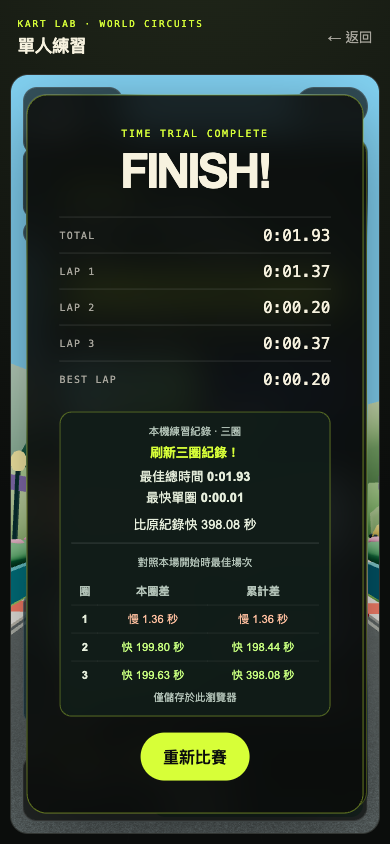 KART LAB · WORLD CIRCUITS
單人練習
← 返回
TIME TRIAL COMPLETE
FINISH!
TOTAL 0:01.93
LAP 1 0:01.37
LAP 2 0:00.20
LAP 3 0:00.37
BEST LAP 0:00.20
本機練習紀錄 · 三圈
刷新三圈紀錄！
最佳總時間 0:01.93
最快單圈 0:00.01
比原紀錄快 398.08 秒
對照本場開始時最佳場次
圈 本圈差 累計差
1 慢 1.36 秒 慢 1.36 秒
2 快 199.80 秒 快 198.44 秒
3 快 199.63 秒 快 398.08 秒
僅儲存於此瀏覽器
重新比賽